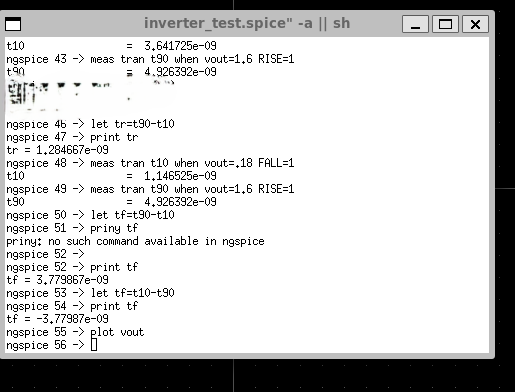 inverter_test.spice" -a || sh
t10 = 3.641725e-09
ngspice 43 -> meas tran t90 when vout=1.6 RISE=1
t90 = 4.926392e-09
ngspice 46 -> let tr=t90-t10
ngspice 47 -> print tr
tr = 1.284667e-09
ngspice 48 -> meas tran t10 when vout=.18 FALL=1
t10 = 1.146525e-09
ngspice 49 -> meas tran t90 when vout=1.6 RISE=1
t90 = 4.926392e-09
ngspice 50 -> let tf=t90-t10
ngspice 51 -> priny tf
priny: no such command available in ngspice
ngspice 52 ->
ngspice 52 -> print tf
tf = 3.779867e-09
ngspice 53 -> let tf=t10-t90
ngspice 54 -> print tf
tf = -3.77987e-09
ngspice 55 -> plot vout
ngspice 56 ->